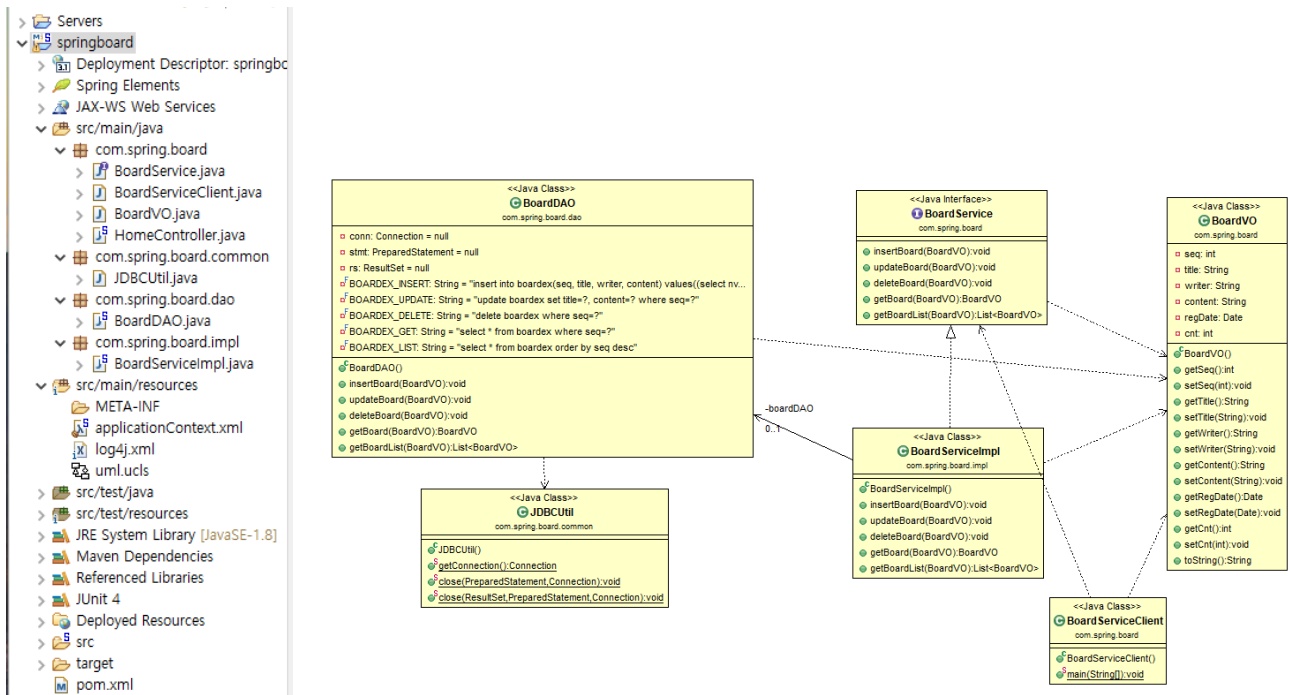 Servers
springboard
Deployment Descriptor: springbo
Spring Elements
JAX-WS Web Services
src/main/java
com.spring.board
BoardService.java
BoardServiceClient.java
BoardVO.java
HomeController.java
com.spring.board.common
JDBCUtil.java
com.spring.board.dao
BoardDAO.java
com.spring.board.impl
BoardServiceImpl.java
src/main/resources
META-INF
applicationContext.xml
log4j.xml
uml.ucls
src/test/java
src/test/resources
JRE System Library [JavaSE-1.8]
Maven Dependencies
Referenced Libraries
JUnit 4
Deployed Resources
src
target
pom.xml
<<Java Class>>
BoardDAO
com.spring.board.dao
conn: Connection = null
stmt: PreparedStatement = null
rs: ResultSet = null
BOARDEX_INSERT: String = "insert into boardex(seq, title, writer, content) values((select nv...
BOARDEX_UPDATE: String = "update boardex set title=?, content=? where seq=?"
BOARDEX_DELETE: String = "delete boardex where seq=?"
BOARDEX_GET: String = "select * from boardex where seq=?"
BOARDEX_LIST: String = "select * from boardex order by seq desc"
BoardDAO()
insertBoard(BoardVO):void
updateBoard(BoardVO):void
deleteBoard(BoardVO):void
getBoard(BoardVO):BoardVO
getBoardList(BoardVO):List<BoardVO>
<<Java Class>>
JDBCUtil
com.spring.board.common
JDBCUtil()
getConnection():Connection
close(PreparedStatement,Connection):void
close(ResultSet,PreparedStatement,Connection):void
-boardDAO
0..1
<<Java Interface>>
BoardService
com.spring.board
insertBoard(BoardVO):void
updateBoard(BoardVO):void
deleteBoard(BoardVO):void
getBoard(BoardVO):BoardVO
getBoardList(BoardVO):List<BoardVO>
<<Java Class>>
BoardServiceImpl
com.spring.board.impl
BoardServiceImpl()
insertBoard(BoardVO):void
updateBoard(BoardVO):void
deleteBoard(BoardVO):void
getBoard(BoardVO):BoardVO
getBoardList(BoardVO):List<BoardVO>
<<Java Class>>
BoardVO
com.spring.board
seq: int
title: String
writer: String
content: String
regDate: Date
cnt: int
BoardVO()
getSeq():int
setSeq(int):void
getTitle():String
setTitle(String):void
getWriter():String
setWriter(String):void
getContent():String
setContent(String):void
getRegDate():Date
setRegDate(Date):void
getCnt():int
setCnt(int):void
toString():String
<<Java Class>>
BoardServiceClient
com.spring.board
BoardServiceClient()
main(String[]):void